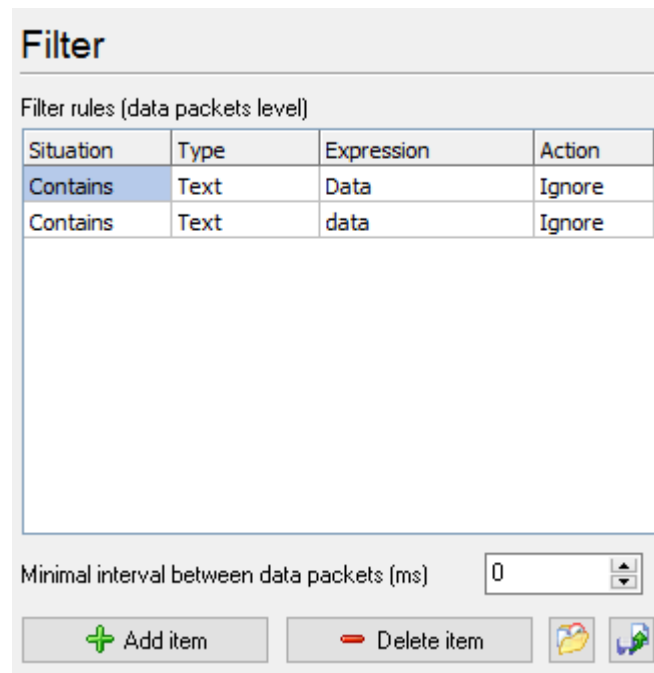 Filter
Filter rules (data packets level)
Situation Type Expression Action
Contains Text Data Ignore
Contains Text data Ignore
Minimal interval between data packets (ms) 0
Add item Delete item